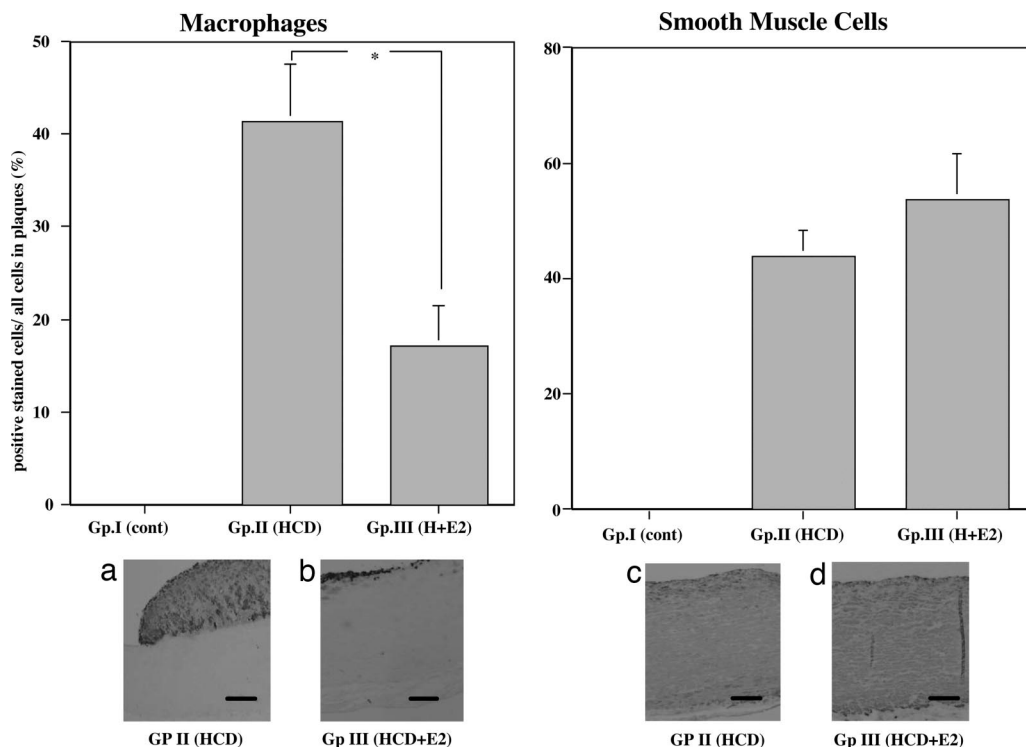 Macrophages
positive stained cells/ all cells in plaques (%)
50
40
30
20
10
0
*
Gp.I (cont) Gp.II (HCD) Gp.III (H+E2)
a
b
GP II (HCD) Gp III (HCD+E2)
Smooth Muscle Cells
80
60
40
20
0
Gp.I (cont) Gp.II (HCD) Gp.III (H+E2)
c
d
GP II (HCD) Gp III (HCD+E2)